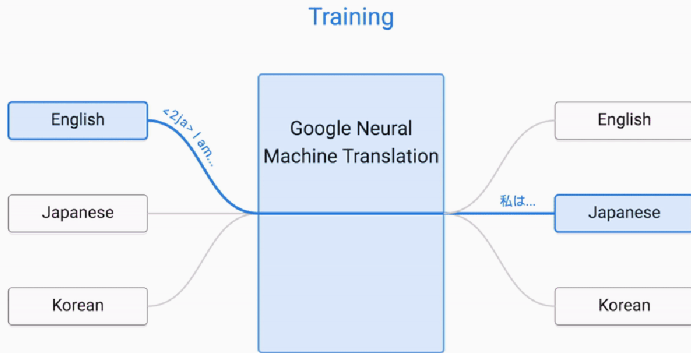 Training
English
Japanese
Korean
<2ja> I am...
Google Neural
Machine Translation
私は...
English
Japanese
Korean